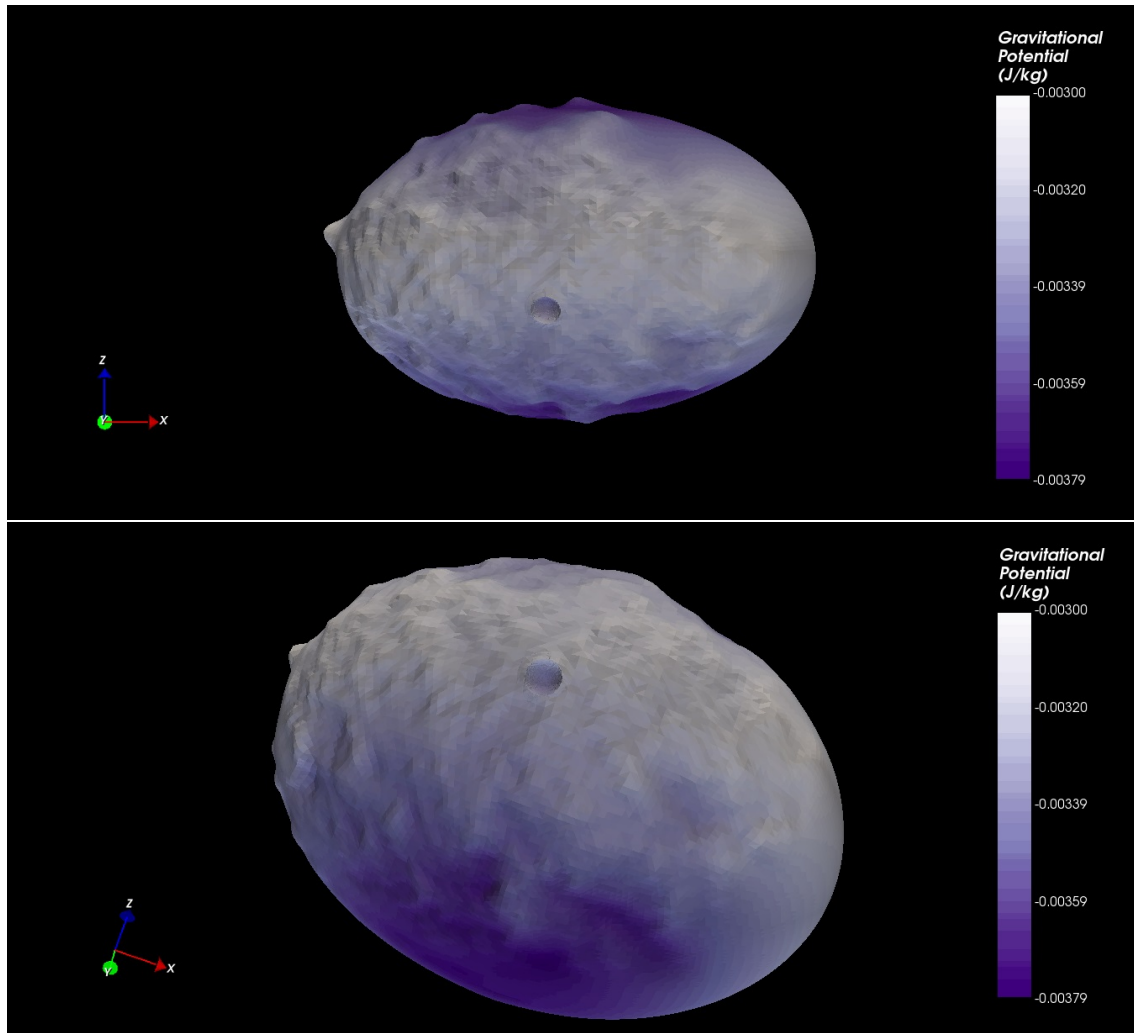 Gravitational
Potential
(J/kg)
-0.00300
-0.00320
-0.00339
-0.00359
-0.00379
Z
Y
X
Gravitational
Potential
(J/kg)
-0.00300
-0.00320
-0.00339
-0.00359
-0.00379
Z
Y
X